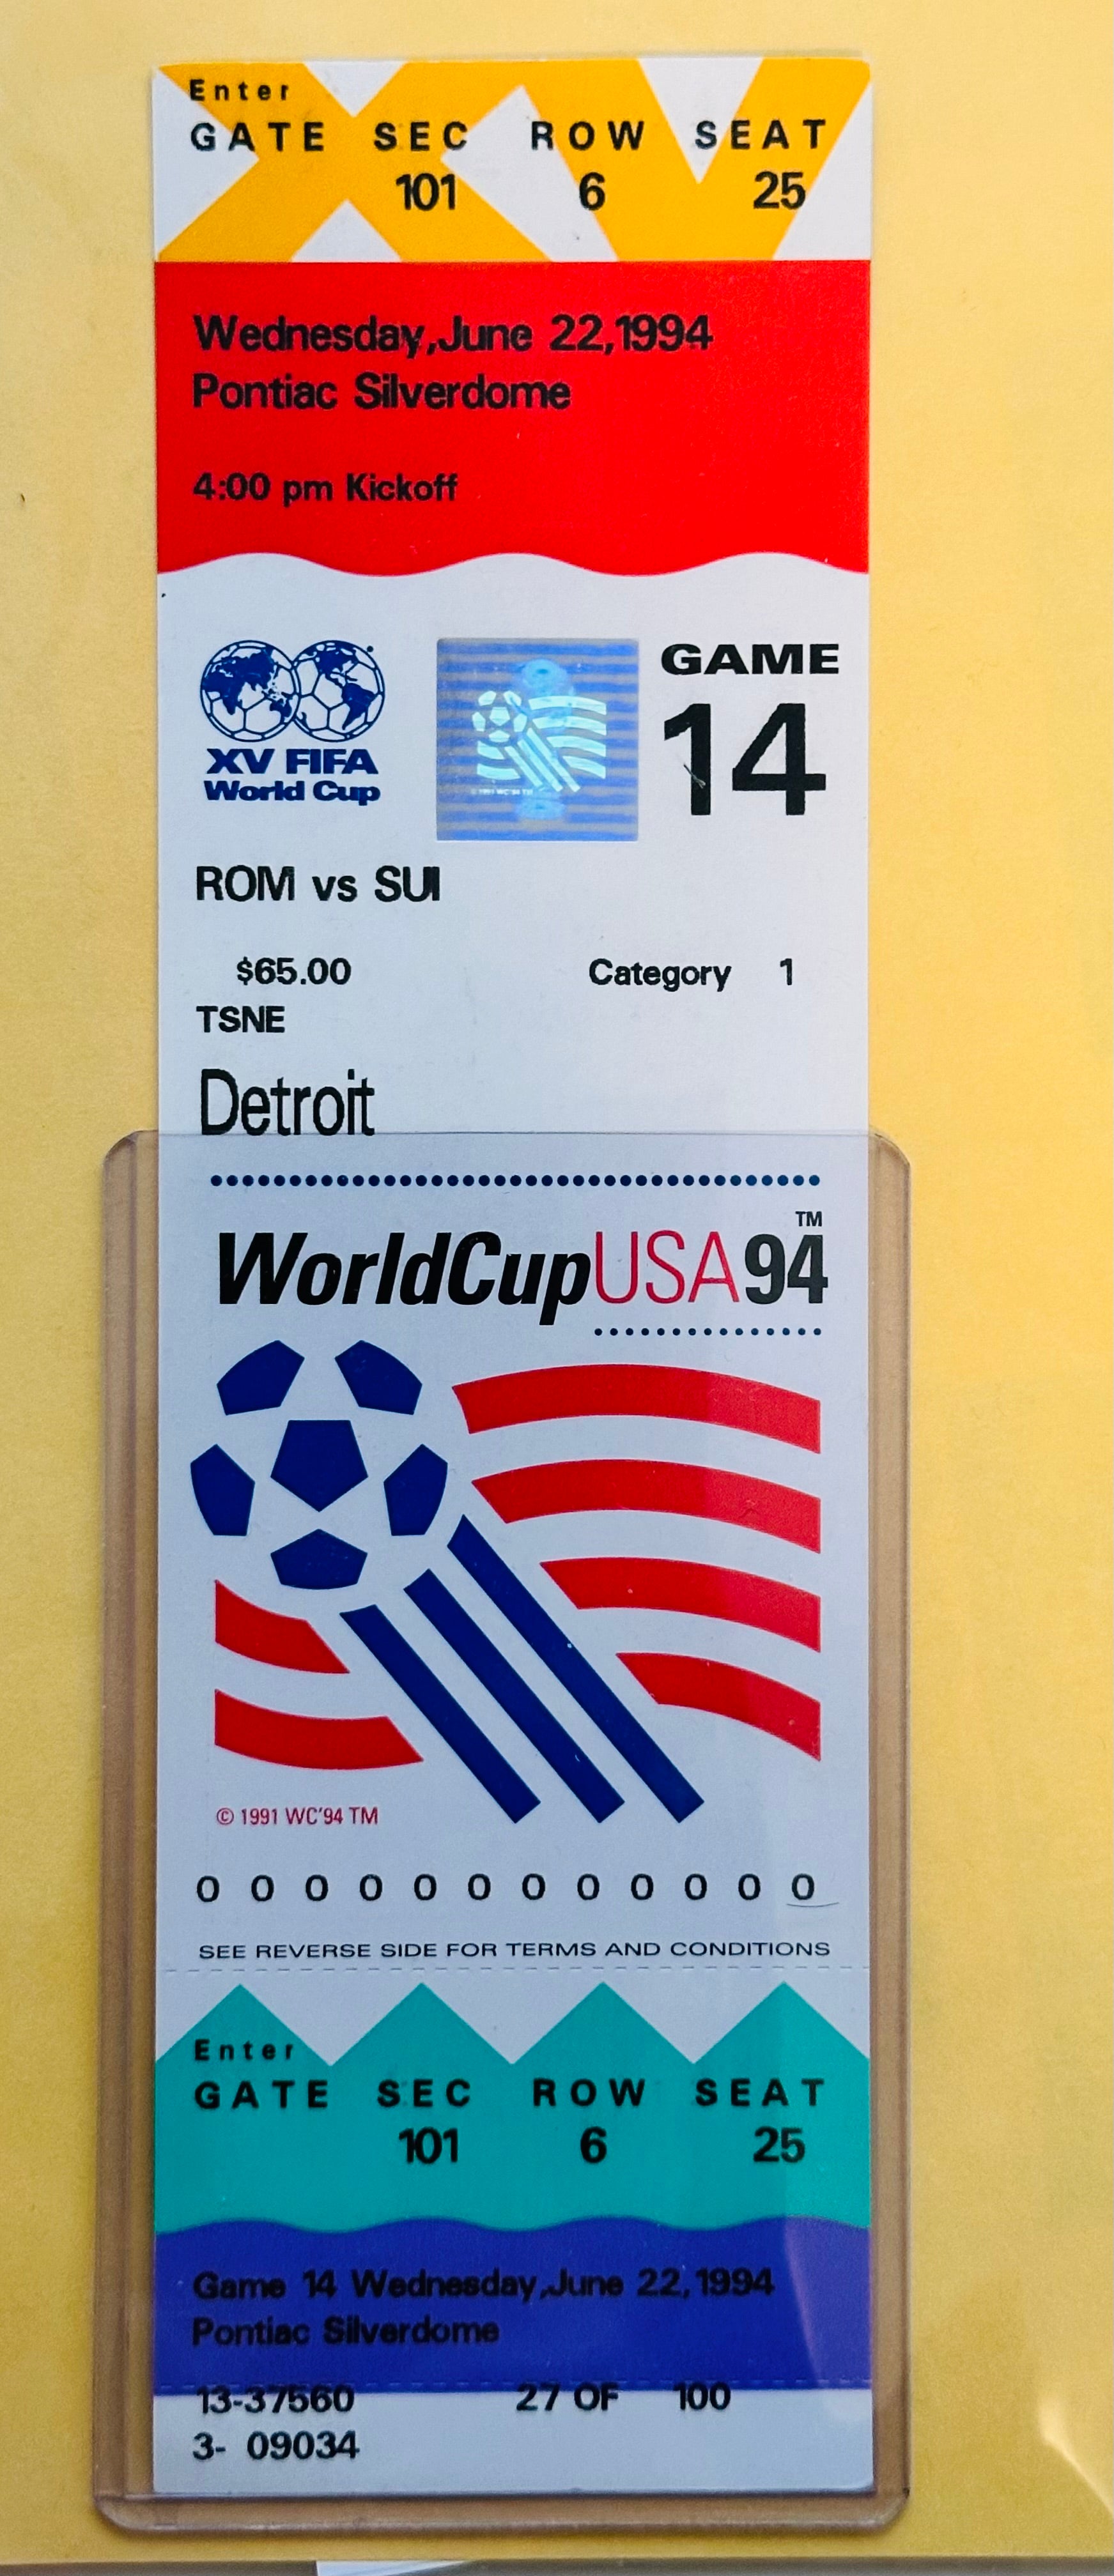 Enter
GATE SEC ROW SEAT
101 6 25
Wednesday,June 22,1994
Pontiac Silverdome
4:00 pm Kickoff
XV FIFA
World Cup
GAME
14
ROM vs SUI
$65.00 Category 1
TSNE
Detroit
WorldCupUSA94 TM
© 1991 WC'94 TM
0 0 0 0 0 0 0 0 0 0 0 0
SEE REVERSE SIDE FOR TERMS AND CONDITIONS
Enter
GATE SEC ROW SEAT
101 6 25
Game 14 Wednesday,June 22,1994
Pontiac Silverdome
13-37560 27 OF 100
3- 09034